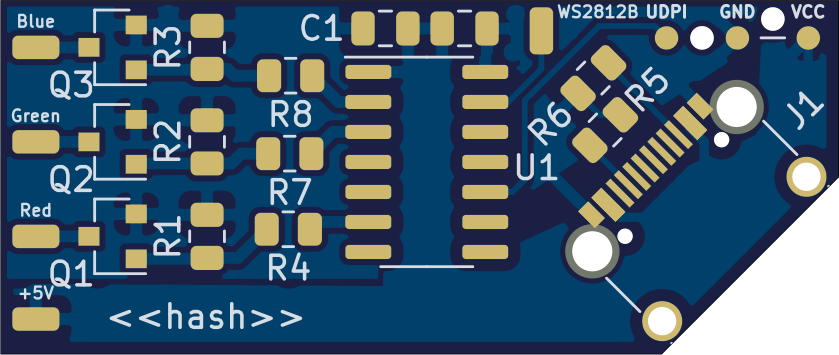 Blue
Q3
R3
R8
C1
WS2812B UDPI GND VCC
R6
R5
J1
Green
Q2
R2
R7
U1
Red
Q1
R1
R4
+5V
<<hash>>